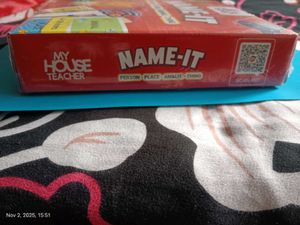 MY
HOUSE
TEACHER
NAME-IT
PERSON PLACE ANIMAL THING
Nov 2, 2025, 15:51